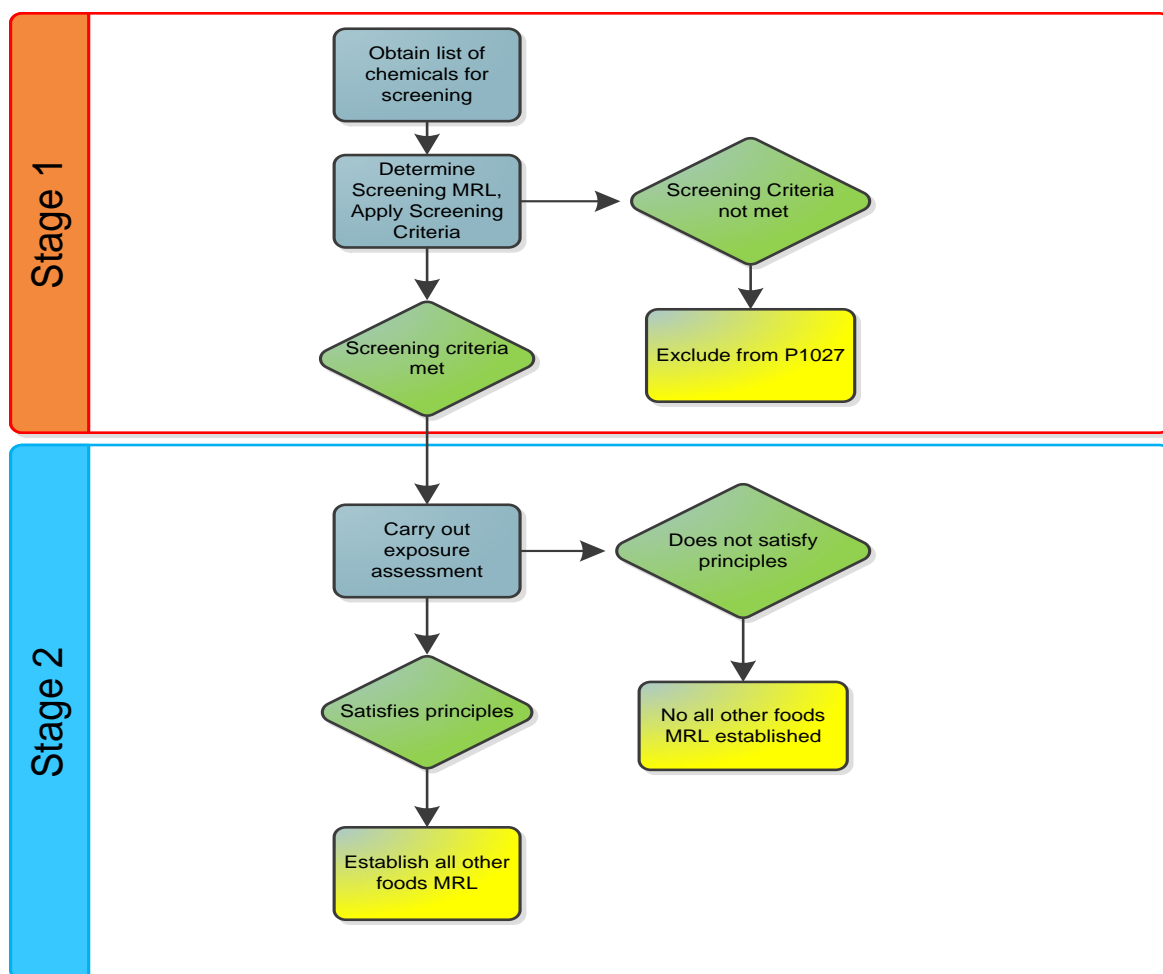 Stage 1
Obtain list of
chemicals for
screening
Determine
Screening MRL,
Apply Screening
Criteria
Screening Criteria
not met
Screening criteria
met
Exclude from P1027
Stage 2
Carry out
exposure
assessment
Does not satisfy
principles
Satisfies principles
No all other foods
MRL established
Establish all other
foods MRL